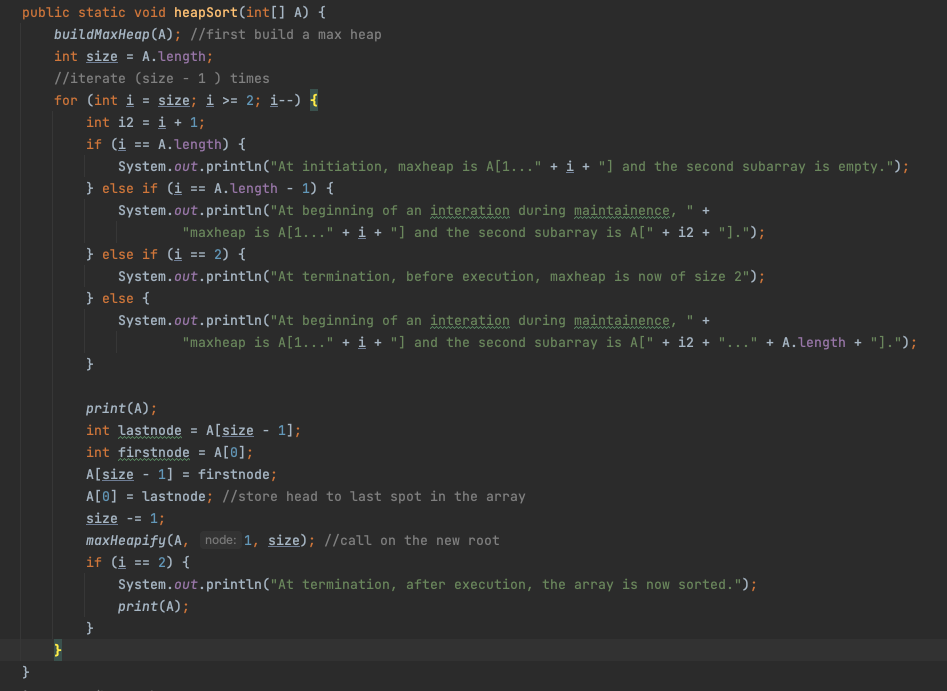 public static void heapSort(int[] A) {
    buildMaxHeap(A); //first build a max heap
    int size = A.length;
    //iterate (size - 1 ) times
    for (int i = size; i >= 2; i--) {
        int i2 = i + 1;
        if (i == A.length) {
            System.out.println("At initiation, maxheap is A[1..." + i + "] and the second subarray is empty.");
        } else if (i == A.length - 1) {
            System.out.println("At beginning of an interation during maintainence, " +
                    "maxheap is A[1..." + i + "] and the second subarray is A[" + i2 + "].");
        } else if (i == 2) {
            System.out.println("At termination, before execution, maxheap is now of size 2");
        } else {
            System.out.println("At beginning of an interation during maintainence, " +
                    "maxheap is A[1..." + i + "] and the second subarray is A[" + i2 + "..." + A.length + "].");
        }

        print(A);
        int lastnode = A[size - 1];
        int firstnode = A[0];
        A[size - 1] = firstnode;
        A[0] = lastnode; //store head to last spot in the array
        size -= 1;
        maxHeapify(A, node: 1, size); //call on the new root
        if (i == 2) {
            System.out.println("At termination, after execution, the array is now sorted.");
            print(A);
        }
    }
}